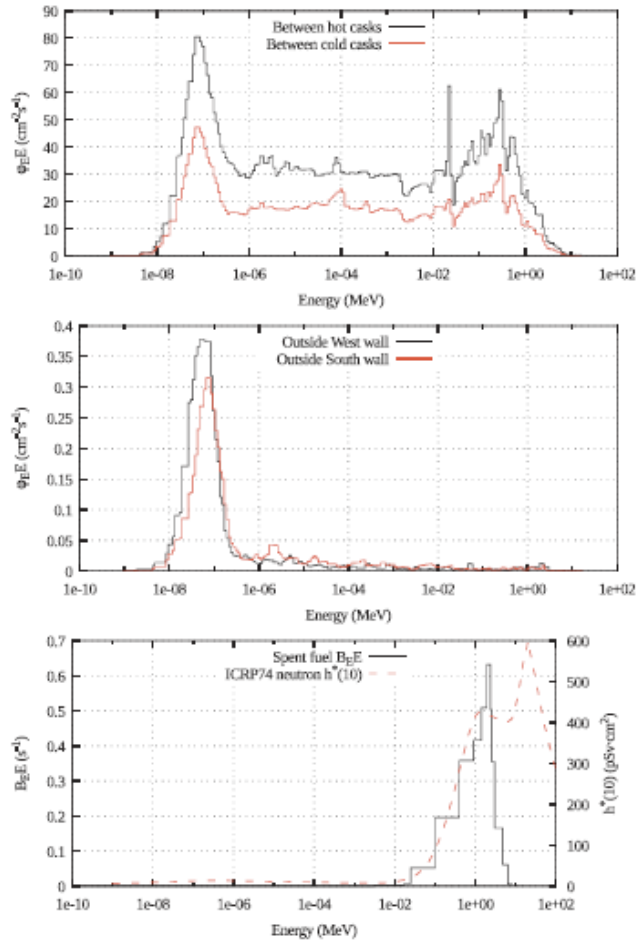 90
80
70
60
50
40
30
20
10
0
φEE (cm⁻²s⁻¹)
Between hot casks
Between cold casks
1e-10 1e-08 1e-06 1e-04 1e-02 1e+00 1e+02
Energy (MeV)
0.4
0.35
0.3
0.25
0.2
0.15
0.1
0.05
0
φEE (cm⁻²s⁻¹)
Outside West wall
Outside South wall
1e-10 1e-08 1e-06 1e-04 1e-02 1e+00 1e+02
Energy (MeV)
0.7
0.6
0.5
0.4
0.3
0.2
0.1
0
BEE (s⁻¹)
Spent fuel BEE
ICRP74 neutron h*(10)
600
500
400
300
200
100
0
h*(10) (pSv·cm²)
1e-10 1e-08 1e-06 1e-04 1e-02 1e+00 1e+02
Energy (MeV)